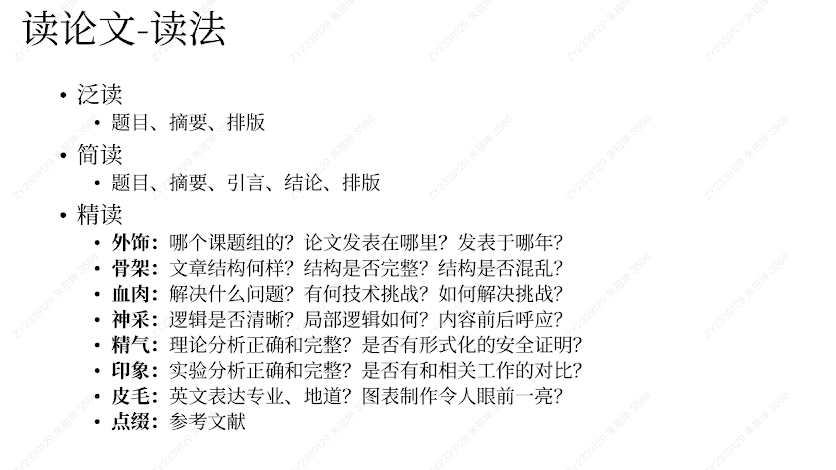 读论文-读法
• 泛读
• 题目、摘要、排版
• 简读
• 题目、摘要、引言、结论、排版
• 精读
• 外饰：哪个课题组的？论文发表在哪里？发表于哪年？
• 骨架：文章结构何样？结构是否完整？结构是否混乱？
• 血肉：解决什么问题？有何技术挑战？如何解决挑战？
• 神采：逻辑是否清晰？局部逻辑如何？内容前后呼应？
• 精气：理论分析正确和完整？是否有形式化的安全证明？
• 印象：实验分析正确和完整？是否有和相关工作的对比？
• 皮毛：英文表达专业、地道？图表制作令人眼前一亮？
• 点缀：参考文献